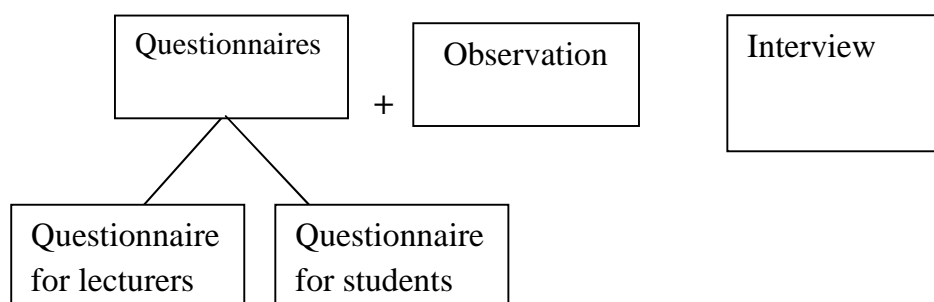 Questionnaires
+
Observation
Interview
Questionnaire
for lecturers
Questionnaire
for students